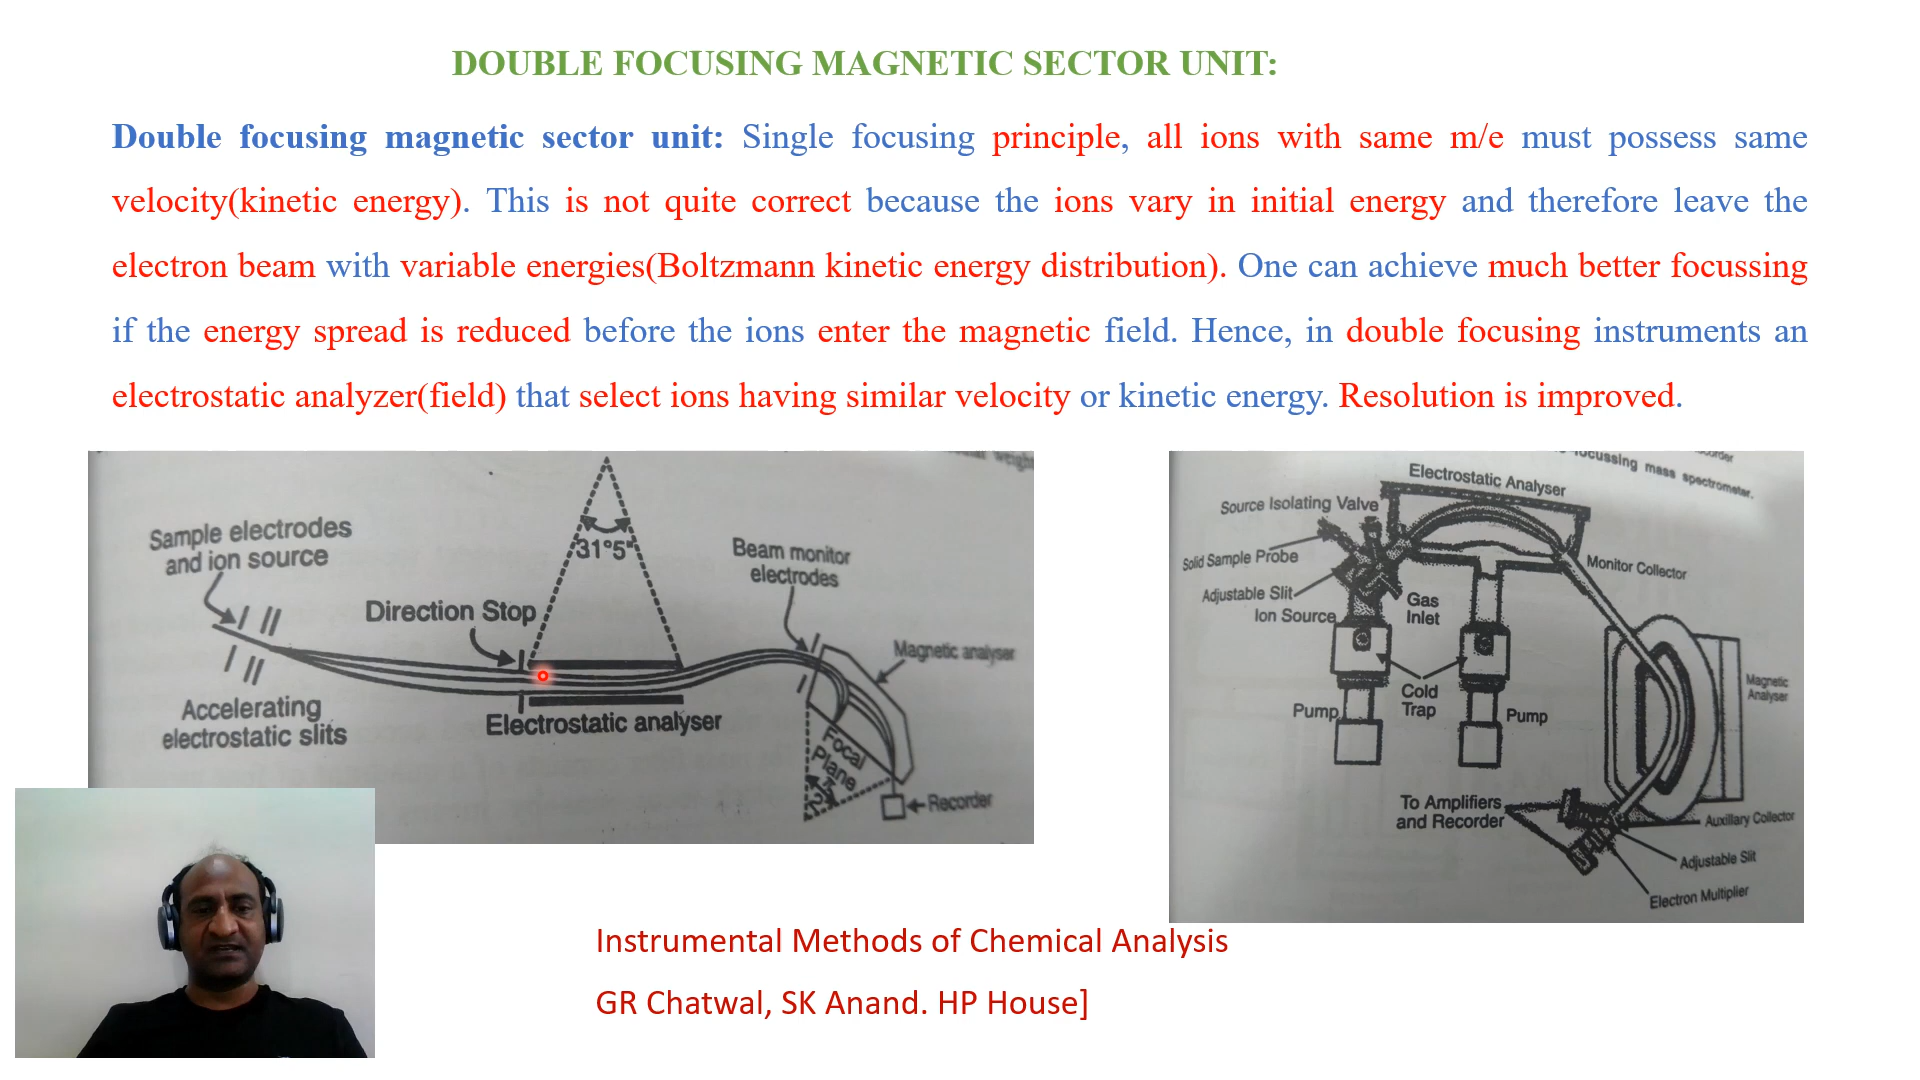 DOUBLE FOCUSING MAGNETIC SECTOR UNIT:
Double focusing magnetic sector unit: Single focusing principle, all ions with same m/e must possess same
velocity(kinetic energy). This is not quite correct because the ions vary in initial energy and therefore leave the
electron beam with variable energies(Boltzmann kinetic energy distribution). One can achieve much better focussing
if the energy spread is reduced before the ions enter the magnetic field. Hence, in double focusing instruments an
electrostatic analyzer(field) that select ions having similar velocity or kinetic energy. Resolution is improved.
weight
Sample electrodes
and ion source
31°5"
Direction Stop
Beam monitor
electrodes
Magnetic analyser
Accelerating
electrostatic slits
Electrostatic analyser
Focal
Plane
Recorder
focussing mass spectrometer.
Electrostatic Analyser
Source Isolating Valve
Solid Sample Probe
Adjustable Slit
Ion Source
Gas
Inlet
Monitor Collector
Cold
Trap
Pump
Pump
Magnetic
Analyser
To Amplifiers
and Recorder
Auxillary Collector
Adjustable Slit
Electron Multiplier
Instrumental Methods of Chemical Analysis
GR Chatwal, SK Anand. HP House]